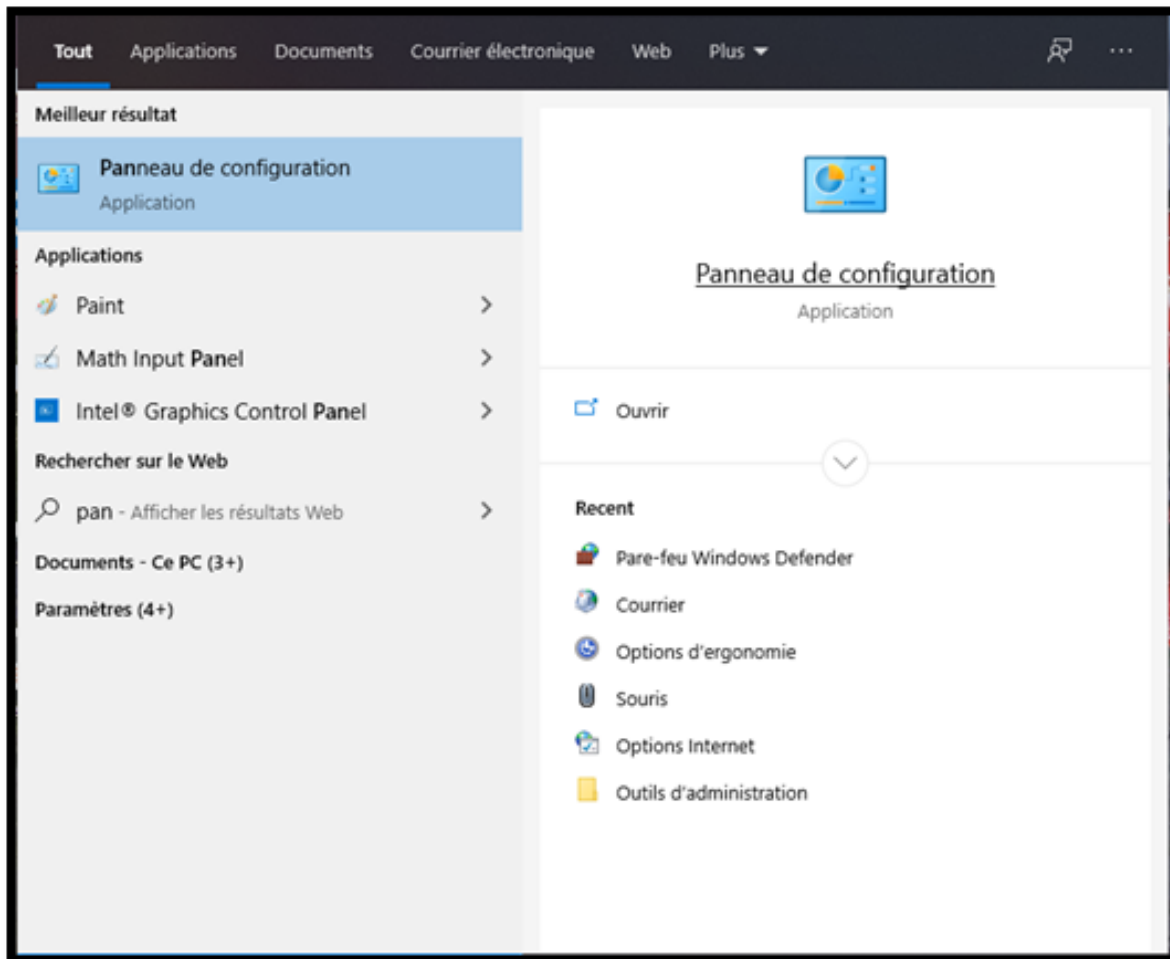 Tout Applications Documents Courrier électronique Web Plus
Meilleur résultat
Panneau de configuration
Application
Applications
Paint
Math Input Panel
Intel® Graphics Control Panel
Rechercher sur le Web
pan - Afficher les résultats Web
Documents - Ce PC (3+)
Paramètres (4+)
Panneau de configuration
Application
Ouvrir
Recent
Pare-feu Windows Defender
Courrier
Options d'ergonomie
Souris
Options Internet
Outils d'administration